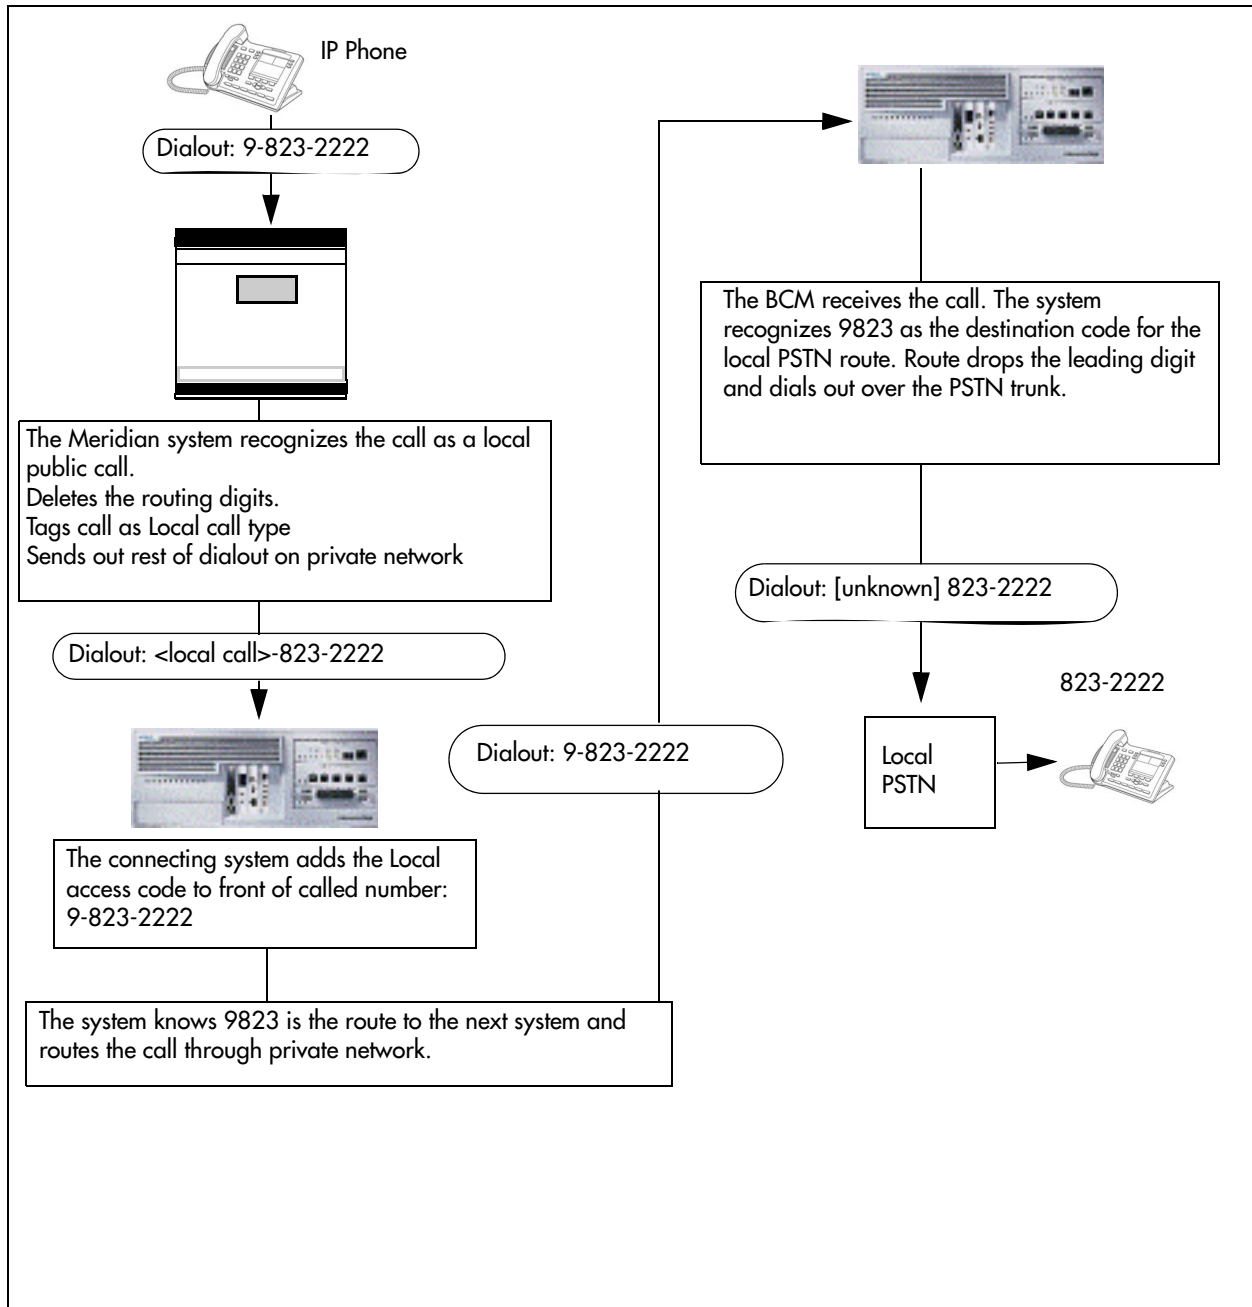 IP Phone
Dialout: 9-823-2222
The Meridian system recognizes the call as a local
public call.
Deletes the routing digits.
Tags call as Local call type
Sends out rest of dialout on private network
Dialout: <local call>-823-2222
The connecting system adds the Local
access code to front of called number:
9-823-2222
The system knows 9823 is the route to the next system and
routes the call through private network.
Dialout: 9-823-2222
The BCM receives the call. The system
recognizes 9823 as the destination code for the
local PSTN route. Route drops the leading digit
and dials out over the PSTN trunk.
Dialout: [unknown] 823-2222
823-2222
Local
PSTN